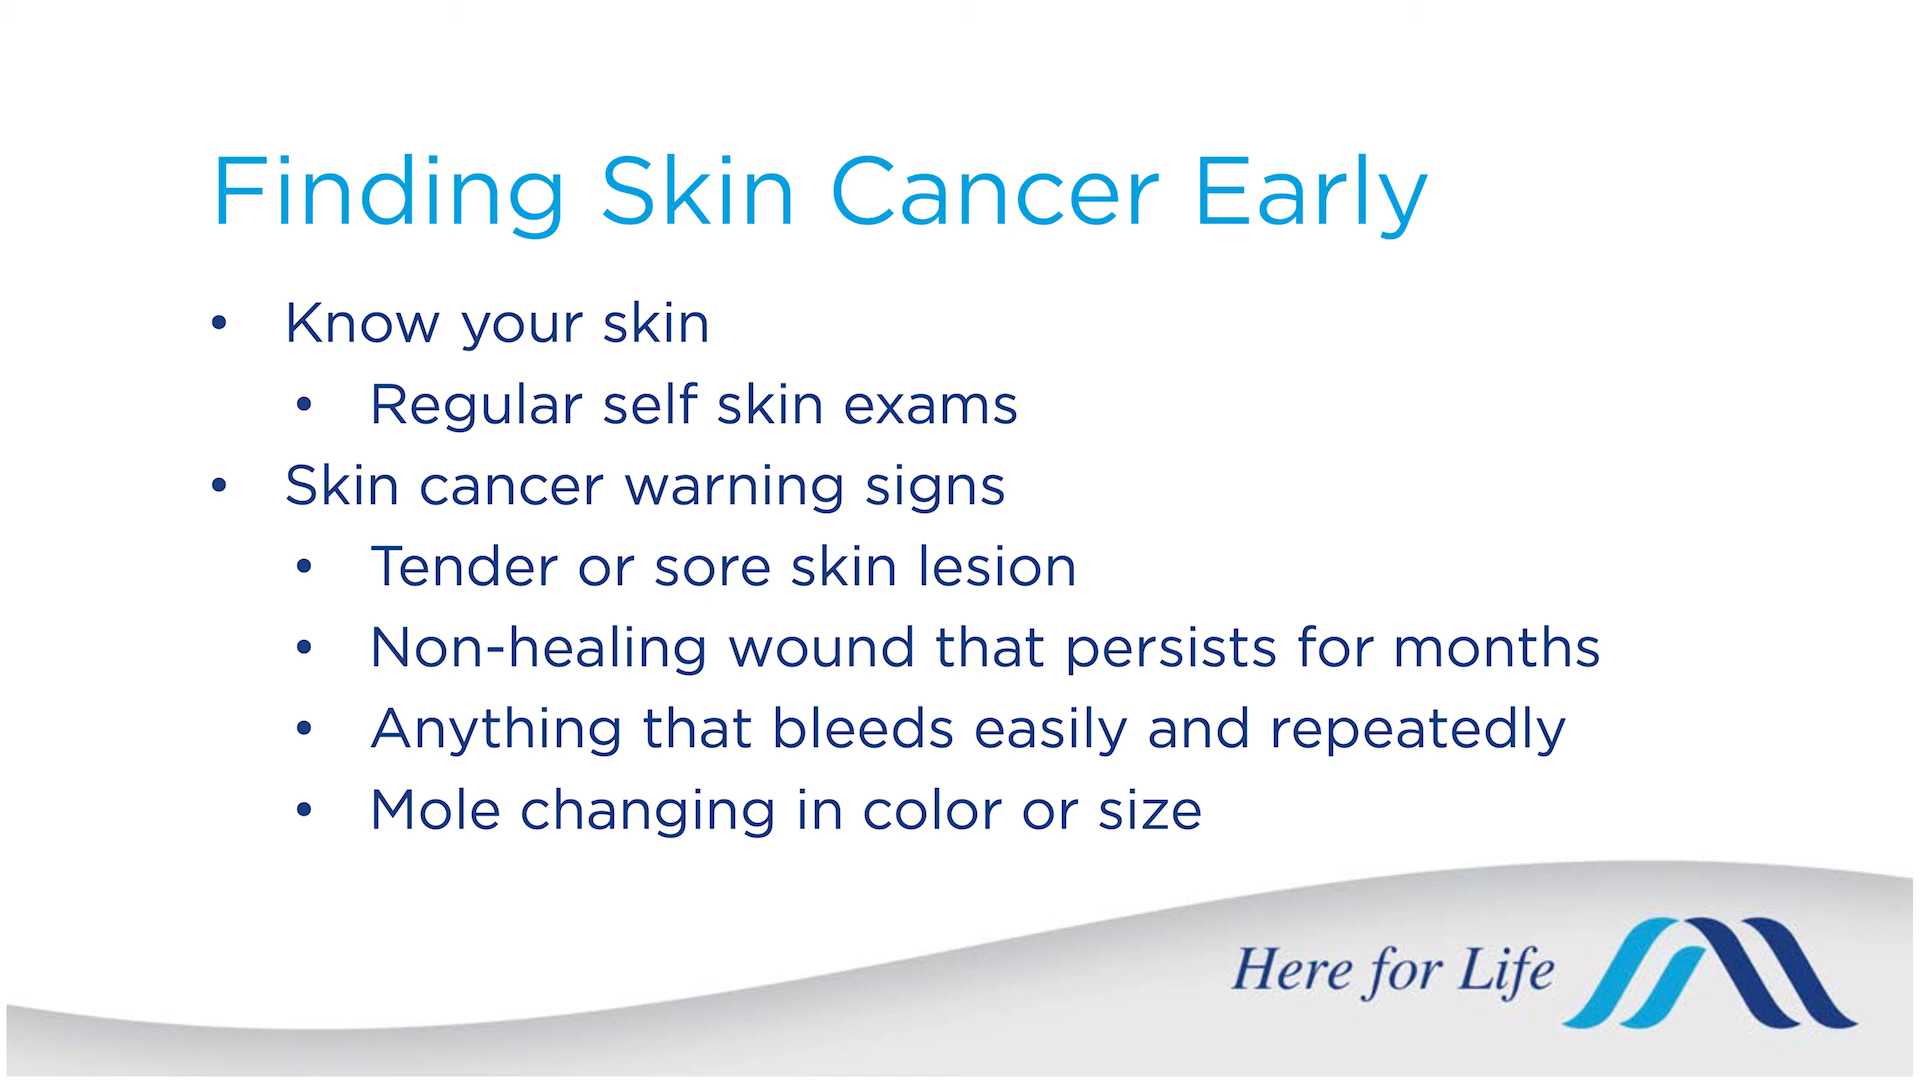 Finding Skin Cancer Early
• Know your skin
• Regular self skin exams
• Skin cancer warning signs
• Tender or sore skin lesion
• Non-healing wound that persists for months
• Anything that bleeds easily and repeatedly
• Mole changing in color or size
Here for Life